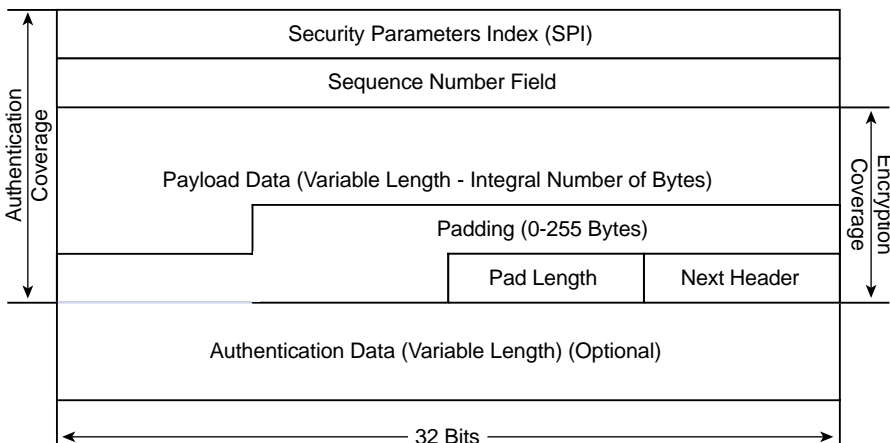 Security Parameters Index (SPI)
Sequence Number Field
Authentication
Coverage
Payload Data (Variable Length - Integral Number of Bytes)
Encryption
Coverage
Padding (0-255 Bytes)
Pad Length
Next Header
Authentication Data (Variable Length) (Optional)
32 Bits